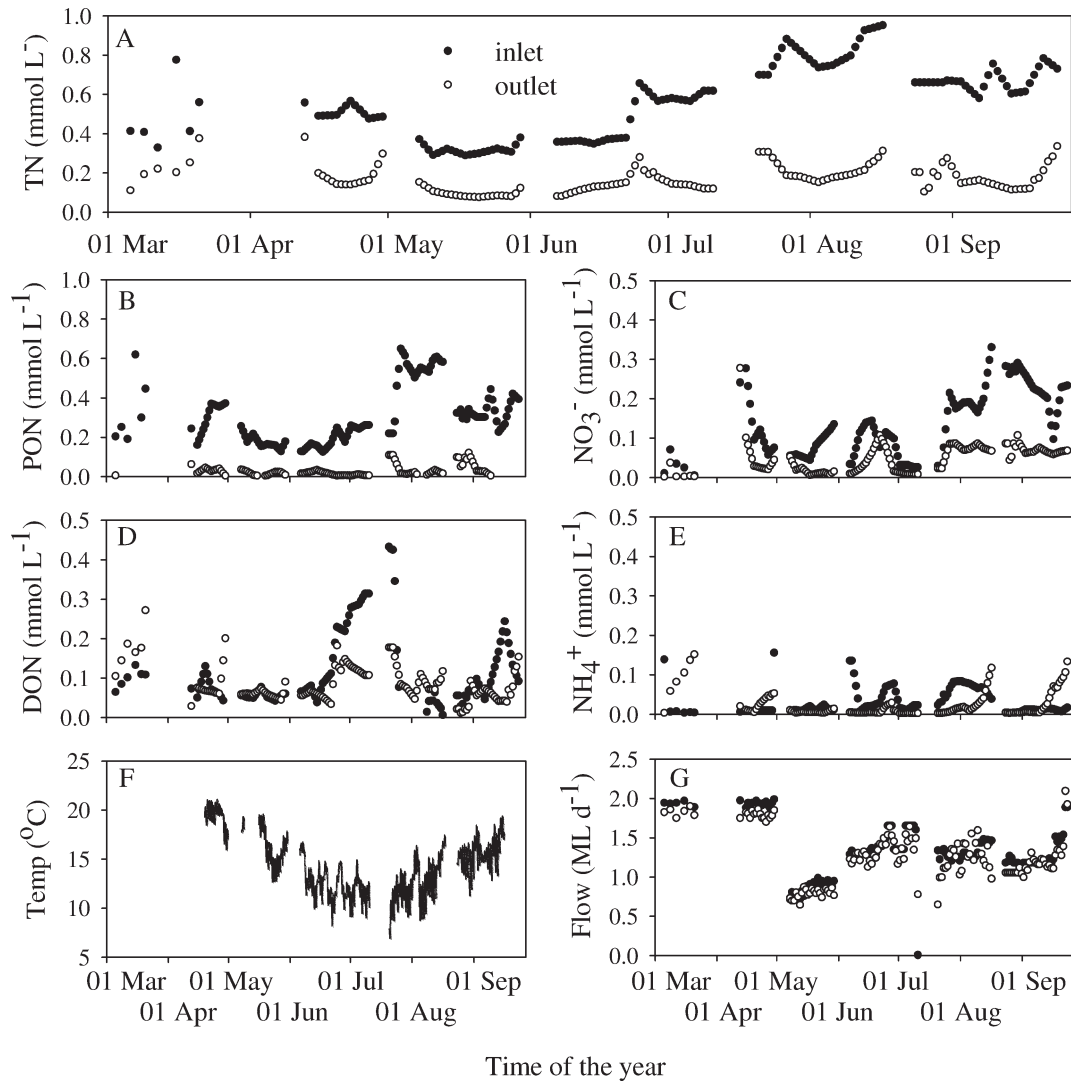 A
inlet
outlet
TN (mmol L⁻)
1.0
0.8
0.6
0.4
0.2
0.0
01 Mar 01 Apr 01 May 01 Jun 01 Jul 01 Aug 01 Sep
B
PON (mmol L⁻¹)
1.0
0.8
0.6
0.4
0.2
0.0
C
NO₃⁻ (mmol L⁻¹)
0.5
0.4
0.3
0.2
0.1
0.0
D
DON (mmol L⁻¹)
0.5
0.4
0.3
0.2
0.1
0.0
E
NH₄⁺ (mmol L⁻¹)
0.5
0.4
0.3
0.2
0.1
0.0
F
Temp (⁰C)
25
20
15
10
5
01 Mar 01 May 01 Jul 01 Sep
01 Apr 01 Jun 01 Aug
G
Flow (ML d⁻¹)
2.5
2.0
1.5
1.0
0.5
0.0
01 Mar 01 May 01 Jul 01 Sep
01 Apr 01 Jun 01 Aug
Time of the year